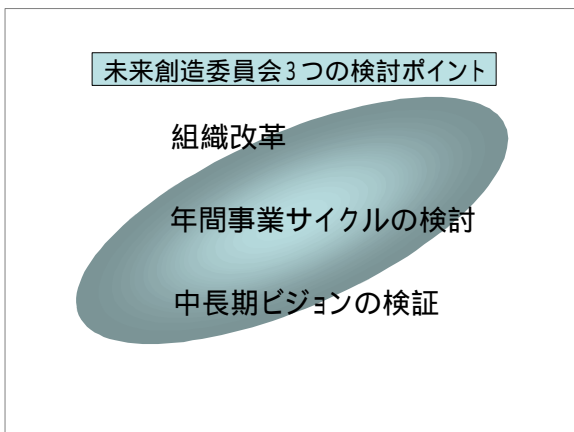 未来創造委員会3つの検討ポイント
組織改革
年間事業サイクルの検討
中長期ビジョンの検証